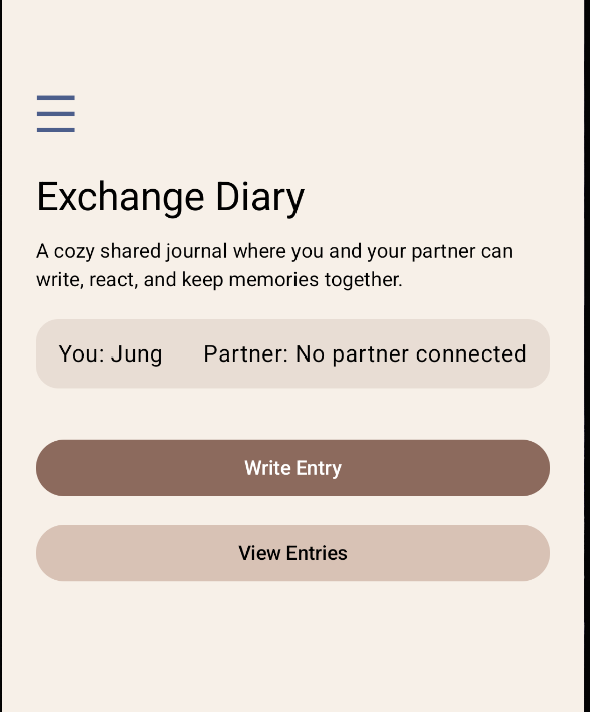 Exchange Diary
A cozy shared journal where you and your partner can
write, react, and keep memories together.
You: Jung Partner: No partner connected
Write Entry
View Entries